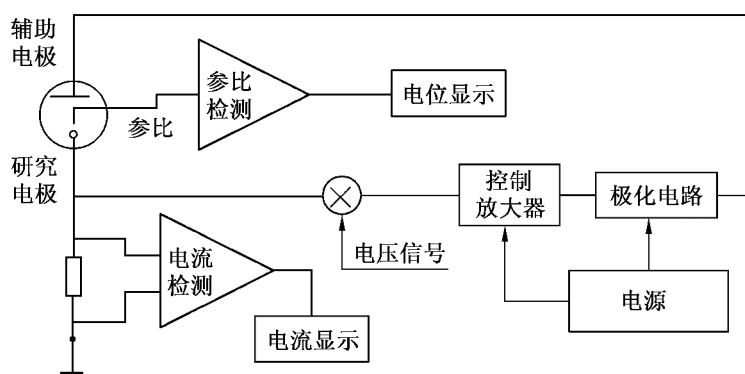 辅助
电极
参比
检测
电位显示
参比
研究
电极
控制
放大器
极化电路
电压信号
电流
检测
电源
电流显示